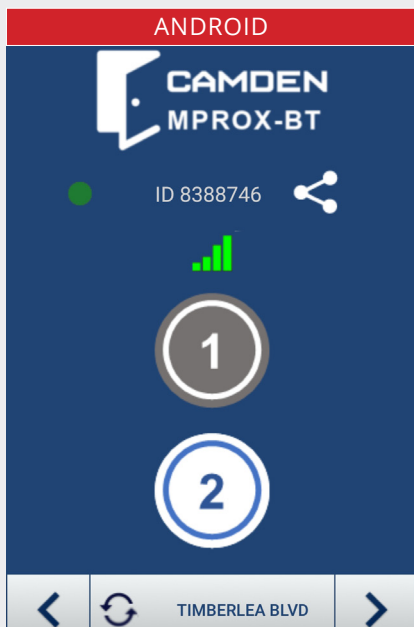 ANDROID
CAMDEN
MPROX-BT
ID 8388746
1
2
TIMBERLEA BLVD